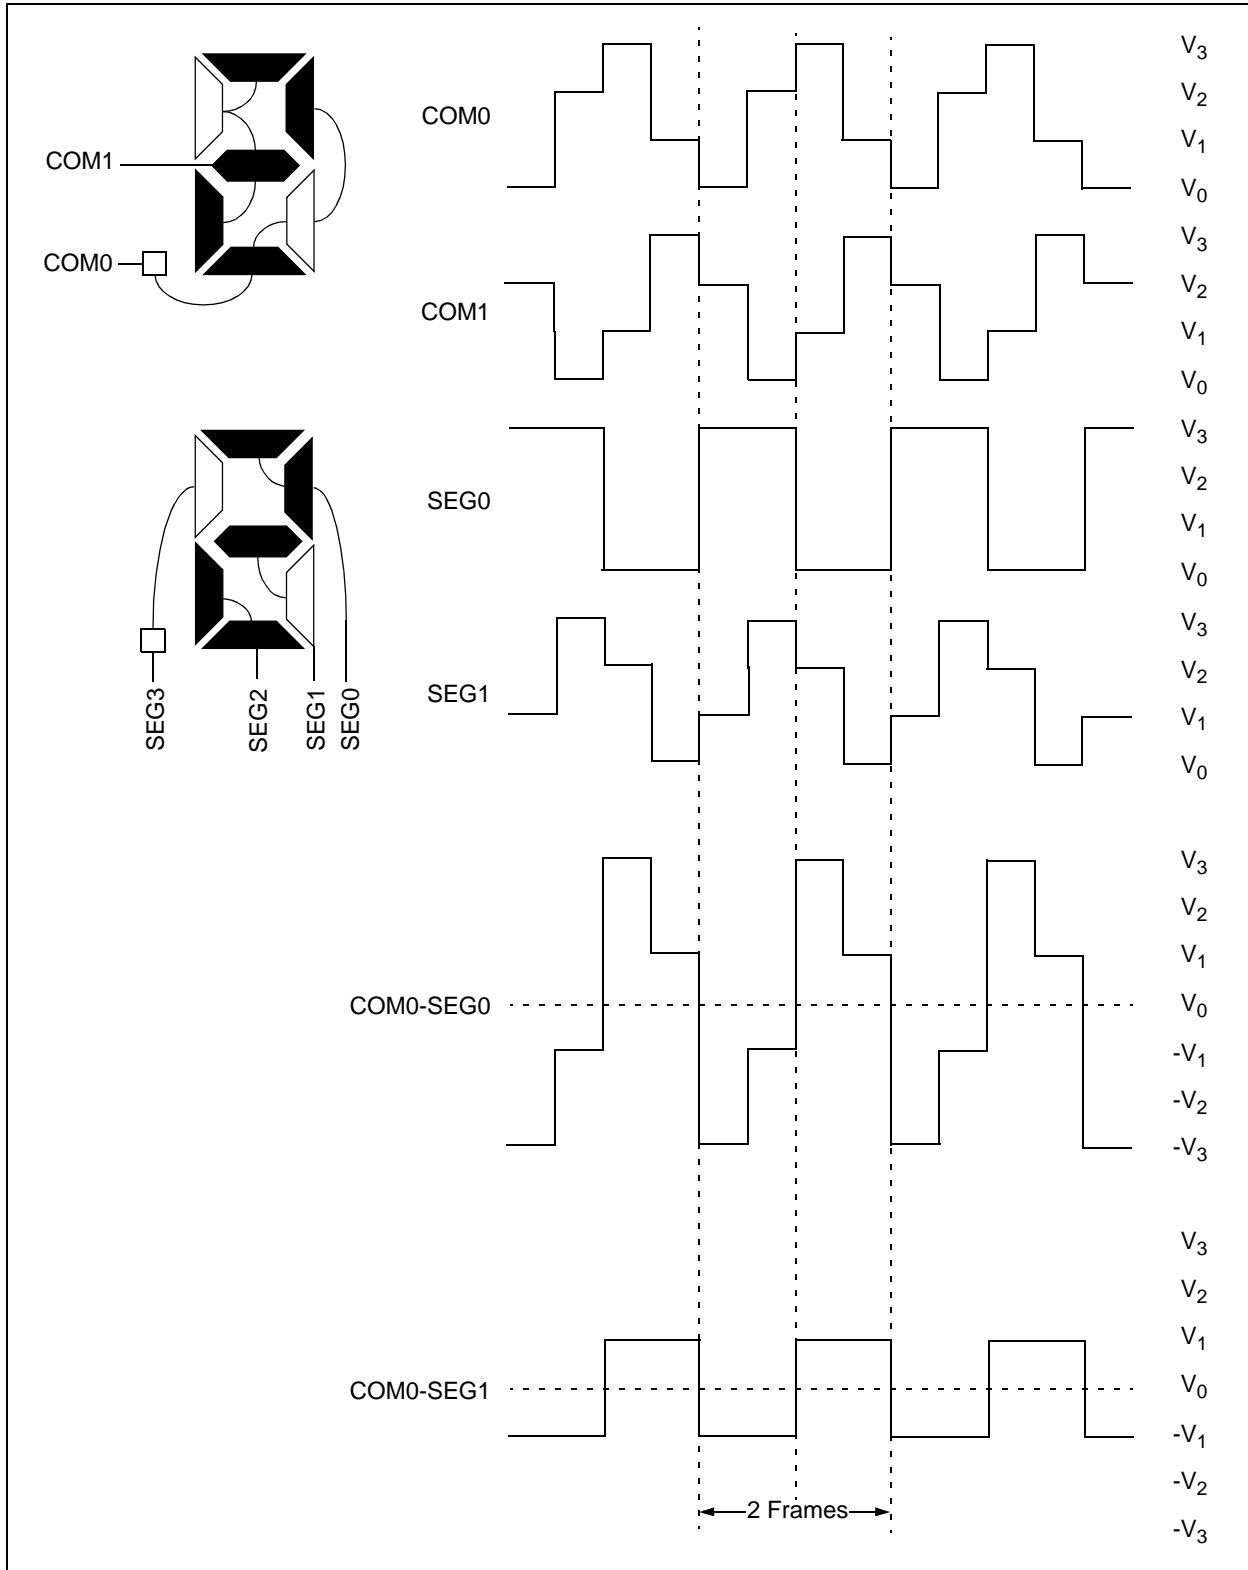 COM1
COM0
SEG3
SEG2
SEG1
SEG0
COM0
V3
V2
V1
V0
COM1
V3
V2
V1
V0
SEG0
V3
V2
V1
V0
SEG1
V3
V2
V1
V0
COM0-SEG0
V3
V2
V1
V0
-V1
-V2
-V3
COM0-SEG1
V3
V2
V1
V0
-V1
-V2
-V3
2 Frames